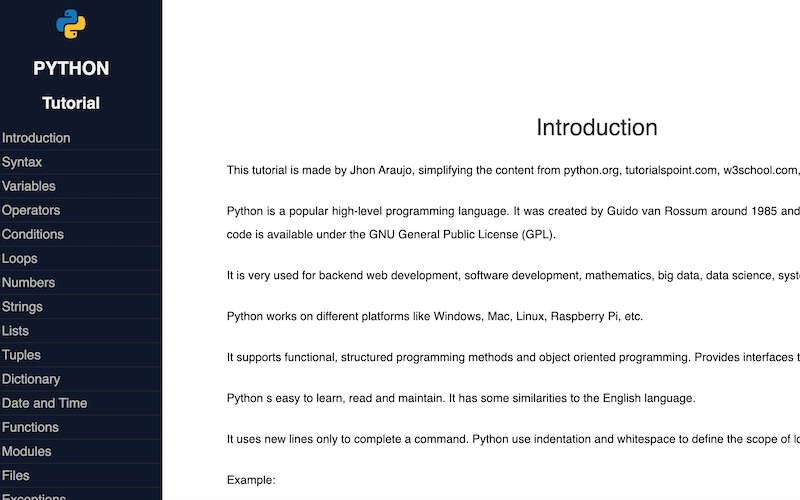 PYTHON
Tutorial
Introduction
Syntax
Variables
Operators
Conditions
Loops
Numbers
Strings
Lists
Tuples
Dictionary
Date and Time
Functions
Modules
Files
Exceptions
Introduction
This tutorial is made by Jhon Araujo, simplifying the content from python.org, tutorialspoint.com, w3school.com,
Python is a popular high-level programming language. It was created by Guido van Rossum around 1985 and
code is available under the GNU General Public License (GPL).
It is very used for backend web development, software development, mathematics, big data, data science,
Python works on different platforms like Windows, Mac, Linux, Raspberry Pi, etc.
It supports functional, structured programming methods and object oriented programming. Provides interfaces
Python s easy to learn, read and maintain. It has some similarities to the English language.
It uses new lines only to complete a command. Python use indentation and whitespace to define the scope of
Example: